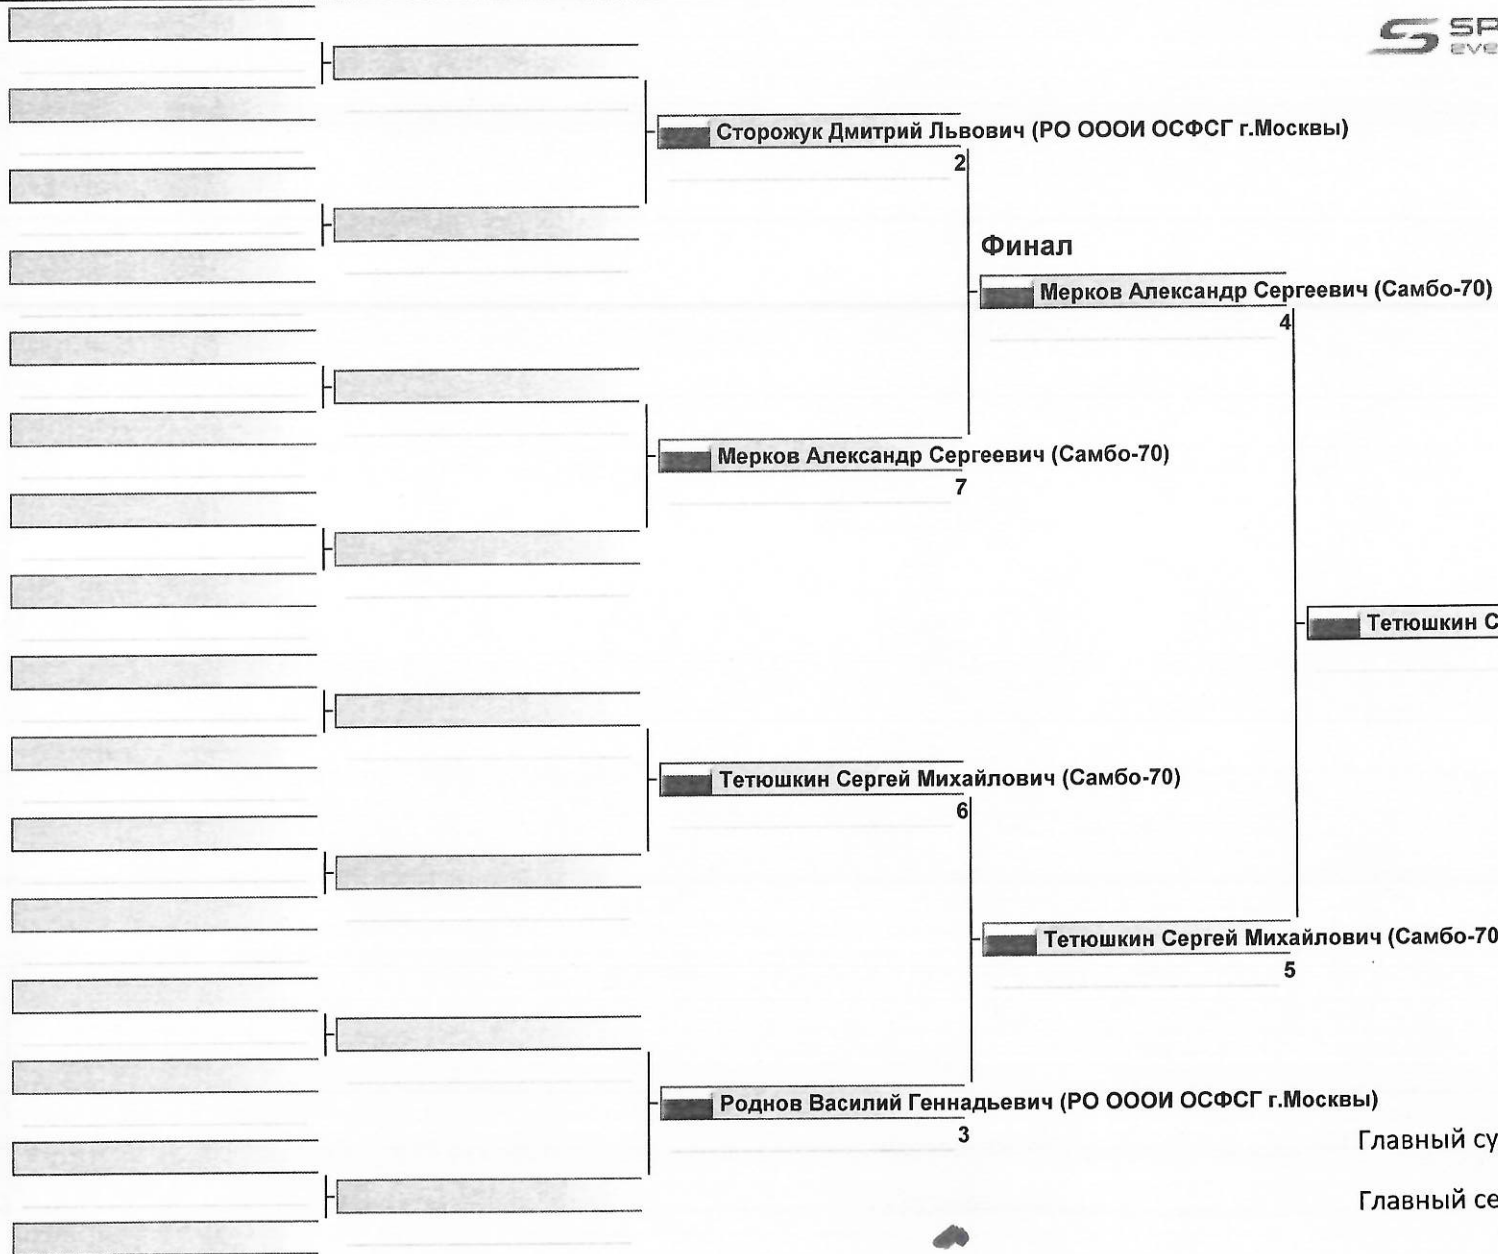 SP
eve
Сторожук Дмитрий Львович (РО ОООИ ОСФСГ г.Москвы)
2
Финал
Мерков Александр Сергеевич (Самбо-70)
4
Мерков Александр Сергеевич (Самбо-70)
7
Тетюшкин С
Тетюшкин Сергей Михайлович (Самбо-70)
6
Тетюшкин Сергей Михайлович (Самбо-70
5
Роднов Василий Геннадьевич (РО ОООИ ОСФСГ г.Москвы)
3
Главный су
Главный се